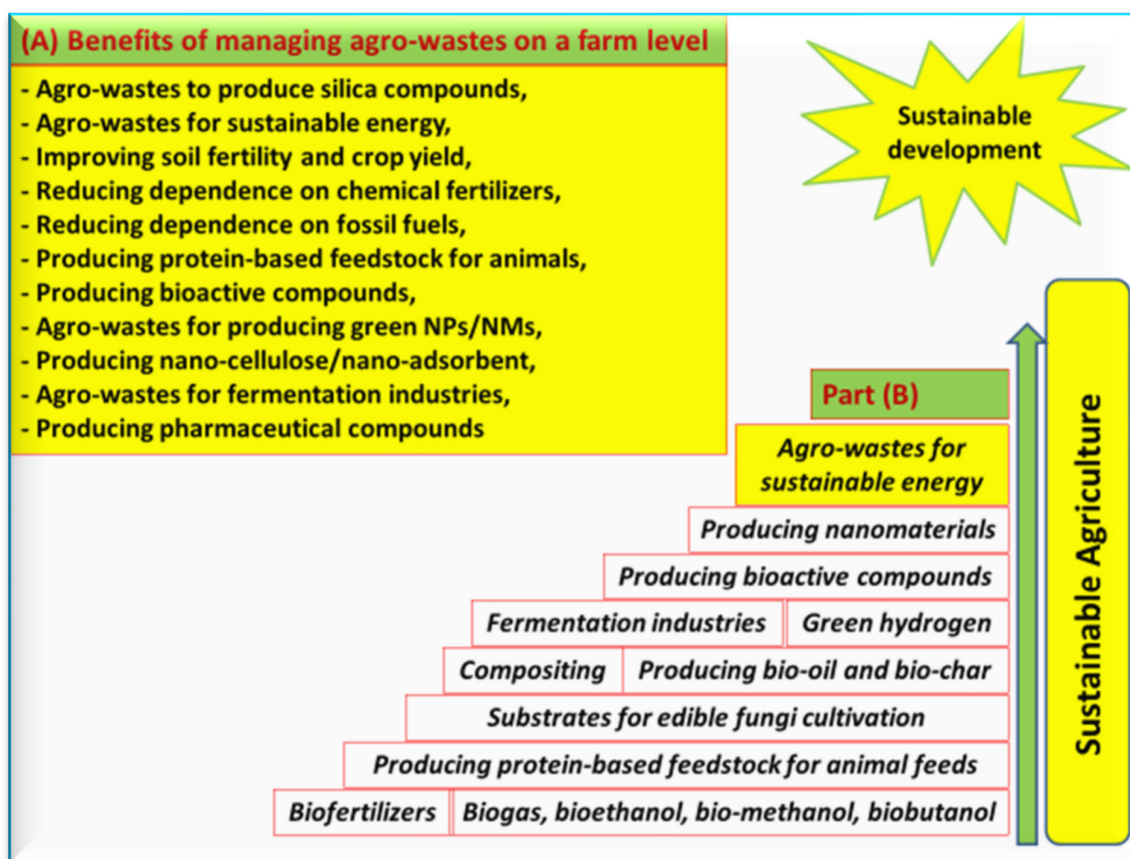 (A) Benefits of managing agro-wastes on a farm level
- Agro-wastes to produce silica compounds,
- Agro-wastes for sustainable energy,
- Improving soil fertility and crop yield,
- Reducing dependence on chemical fertilizers,
- Reducing dependence on fossil fuels,
- Producing protein-based feedstock for animals,
- Producing bioactive compounds,
- Agro-wastes for producing green NPs/NMs,
- Producing nano-cellulose/nano-adsorbent,
- Agro-wastes for fermentation industries,
- Producing pharmaceutical compounds
Sustainable
development
Part (B)
Agro-wastes for
sustainable energy
Producing nanomaterials
Producing bioactive compounds
Fermentation industries Green hydrogen
Compositing Producing bio-oil and bio-char
Substrates for edible fungi cultivation
Producing protein-based feedstock for animal feeds
Biofertilizers Biogas, bioethanol, bio-methanol, biobutanol
Sustainable Agriculture